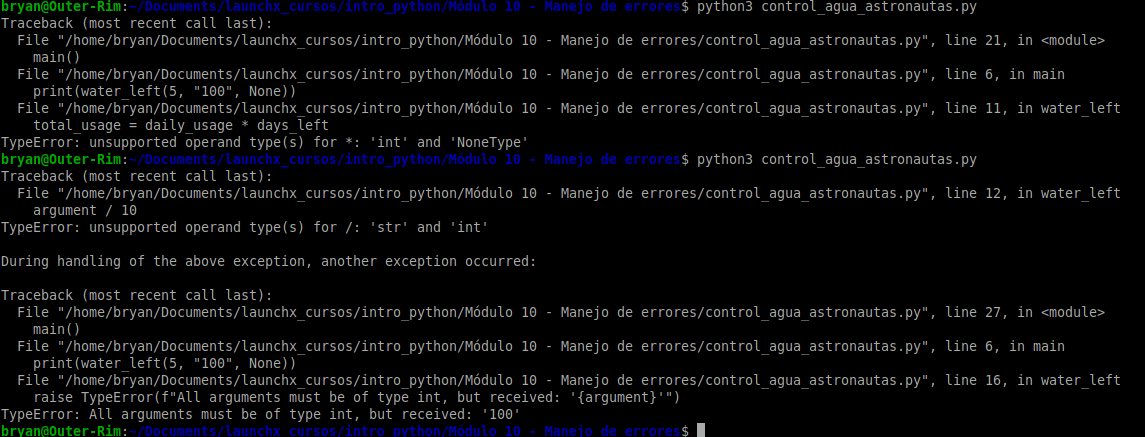 bryan@Outer-Rim:~/Documents/launchx_cursos/intro_python/Módulo 10 - Manejo de errores$ python3 control_agua_astronautas.py
Traceback (most recent call last):
  File "/home/bryan/Documents/launchx_cursos/intro_python/Módulo 10 - Manejo de errores/control_agua_astronautas.py", line 21, in <module>
    main()
  File "/home/bryan/Documents/launchx_cursos/intro_python/Módulo 10 - Manejo de errores/control_agua_astronautas.py", line 6, in main
    print(water_left(5, "100", None))
  File "/home/bryan/Documents/launchx_cursos/intro_python/Módulo 10 - Manejo de errores/control_agua_astronautas.py", line 11, in water_left
    total_usage = daily_usage * days_left
TypeError: unsupported operand type(s) for *: 'int' and 'NoneType'
bryan@Outer-Rim:~/Documents/launchx_cursos/intro_python/Módulo 10 - Manejo de errores$ python3 control_agua_astronautas.py
Traceback (most recent call last):
  File "/home/bryan/Documents/launchx_cursos/intro_python/Módulo 10 - Manejo de errores/control_agua_astronautas.py", line 12, in water_left
    argument / 10
TypeError: unsupported operand type(s) for /: 'str' and 'int'

During handling of the above exception, another exception occurred:

Traceback (most recent call last):
  File "/home/bryan/Documents/launchx_cursos/intro_python/Módulo 10 - Manejo de errores/control_agua_astronautas.py", line 27, in <module>
    main()
  File "/home/bryan/Documents/launchx_cursos/intro_python/Módulo 10 - Manejo de errores/control_agua_astronautas.py", line 6, in main
    print(water_left(5, "100", None))
  File "/home/bryan/Documents/launchx_cursos/intro_python/Módulo 10 - Manejo de errores/control_agua_astronautas.py", line 16, in water_left
    raise TypeError(f"All arguments must be of type int, but received: '{argument}'")
TypeError: All arguments must be of type int, but received: '100'
bryan@Outer-Rim:~/Documents/launchx_cursos/intro_python/Módulo 10 - Manejo de errores$